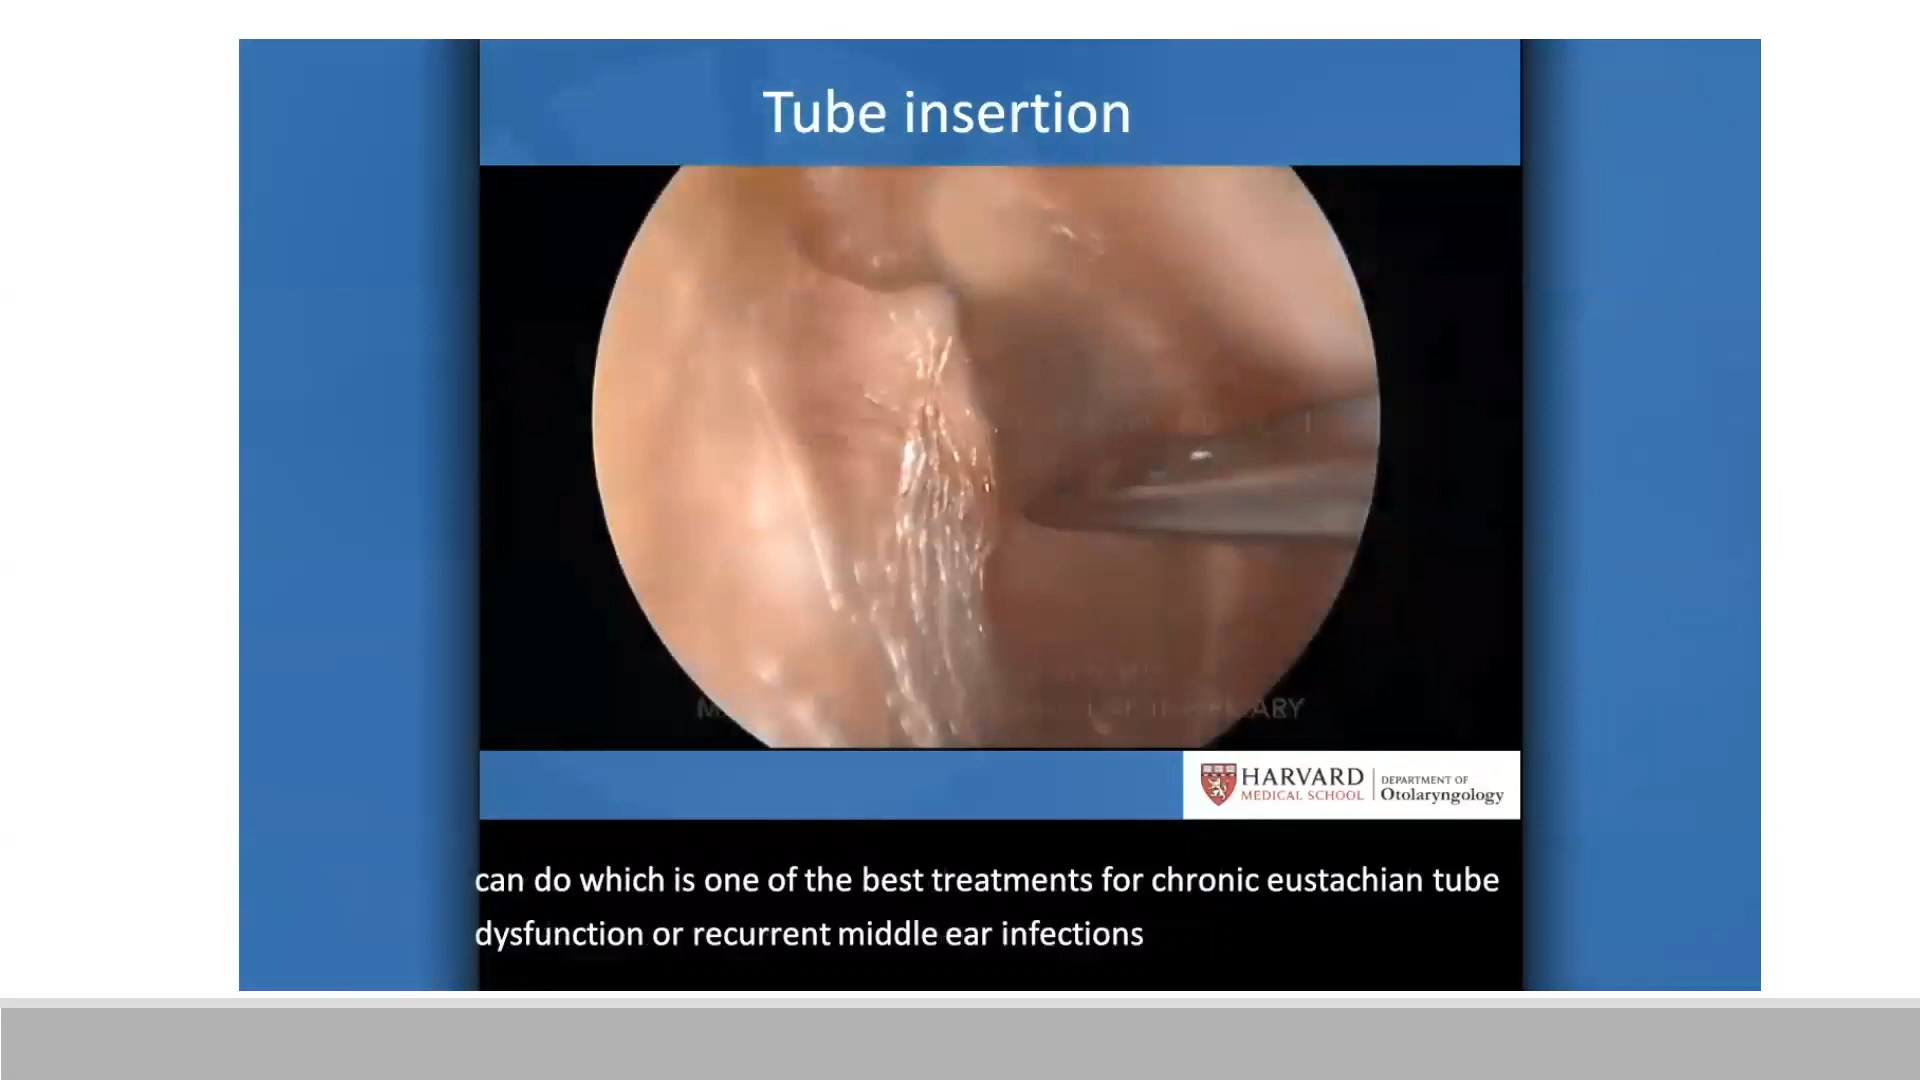 Tube insertion
HARVARD
MEDICAL SCHOOL
DEPARTMENT OF
Otolaryngology
can do which is one of the best treatments for chronic eustachian tube
dysfunction or recurrent middle ear infections